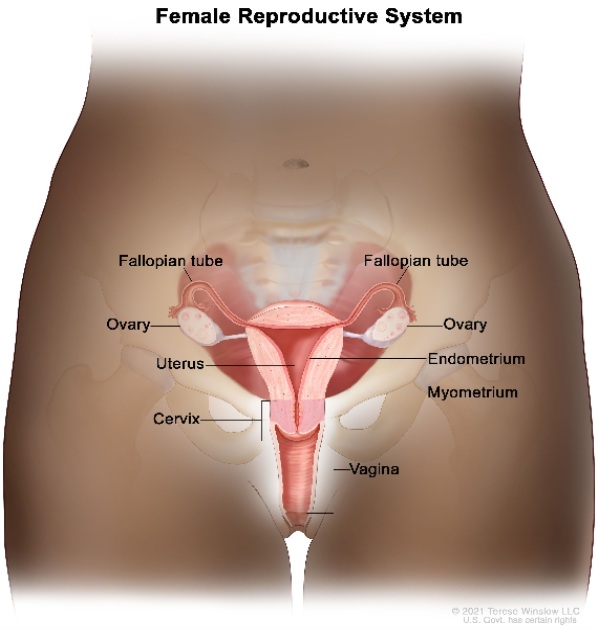 Female Reproductive System
Fallopian tube
Fallopian tube
Ovary
Ovary
Uterus
Endometrium
Myometrium
Cervix
Vagina
© 2021 Terese Winslow LLC
U.S. Govt. has certain rights